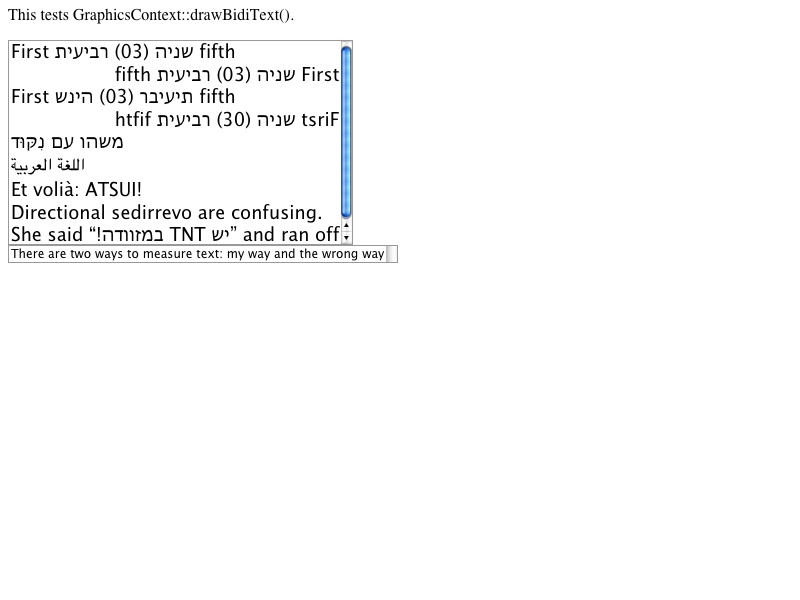 This tests GraphicsContext::drawBidiText().
First שניה (03) רביעית fifth
First שניה (03) רביעית fifth
First תיעיבר (03) הינש fifth
htfif רביעית (30) שניה tsriF
משהו עם נִקּוּד
اللغة العربية
Et volià: ATSUI!
Directional sedirrevo are confusing.
She said “יש TNT במזוודה!” and ran off
There are two ways to measure text: my way and the wrong way